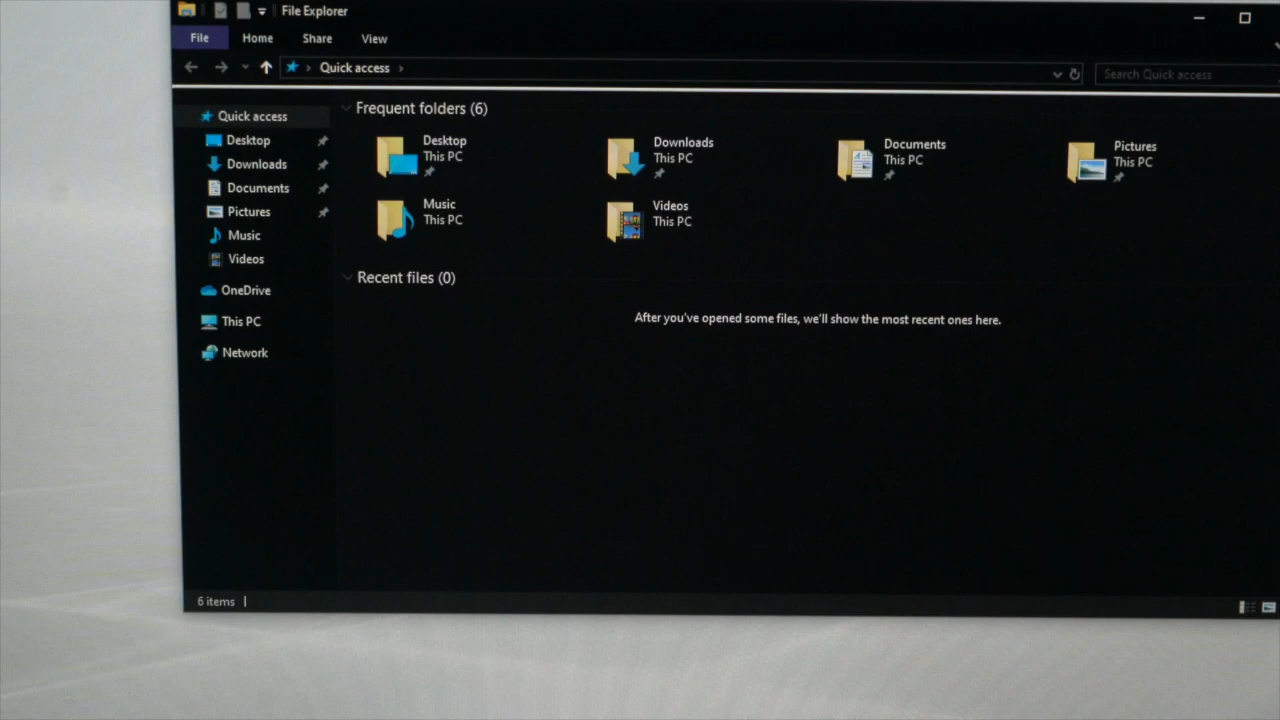 File Explorer
File Home Share View
Quick access
Search Quick access
Quick access
Desktop
Downloads
Documents
Pictures
Music
Videos
OneDrive
This PC
Network
Frequent folders (6)
Desktop
This PC
Downloads
This PC
Documents
This PC
Pictures
This PC
Music
This PC
Videos
This PC
Recent files (0)
After you've opened some files, we'll show the most recent ones here.
6 items